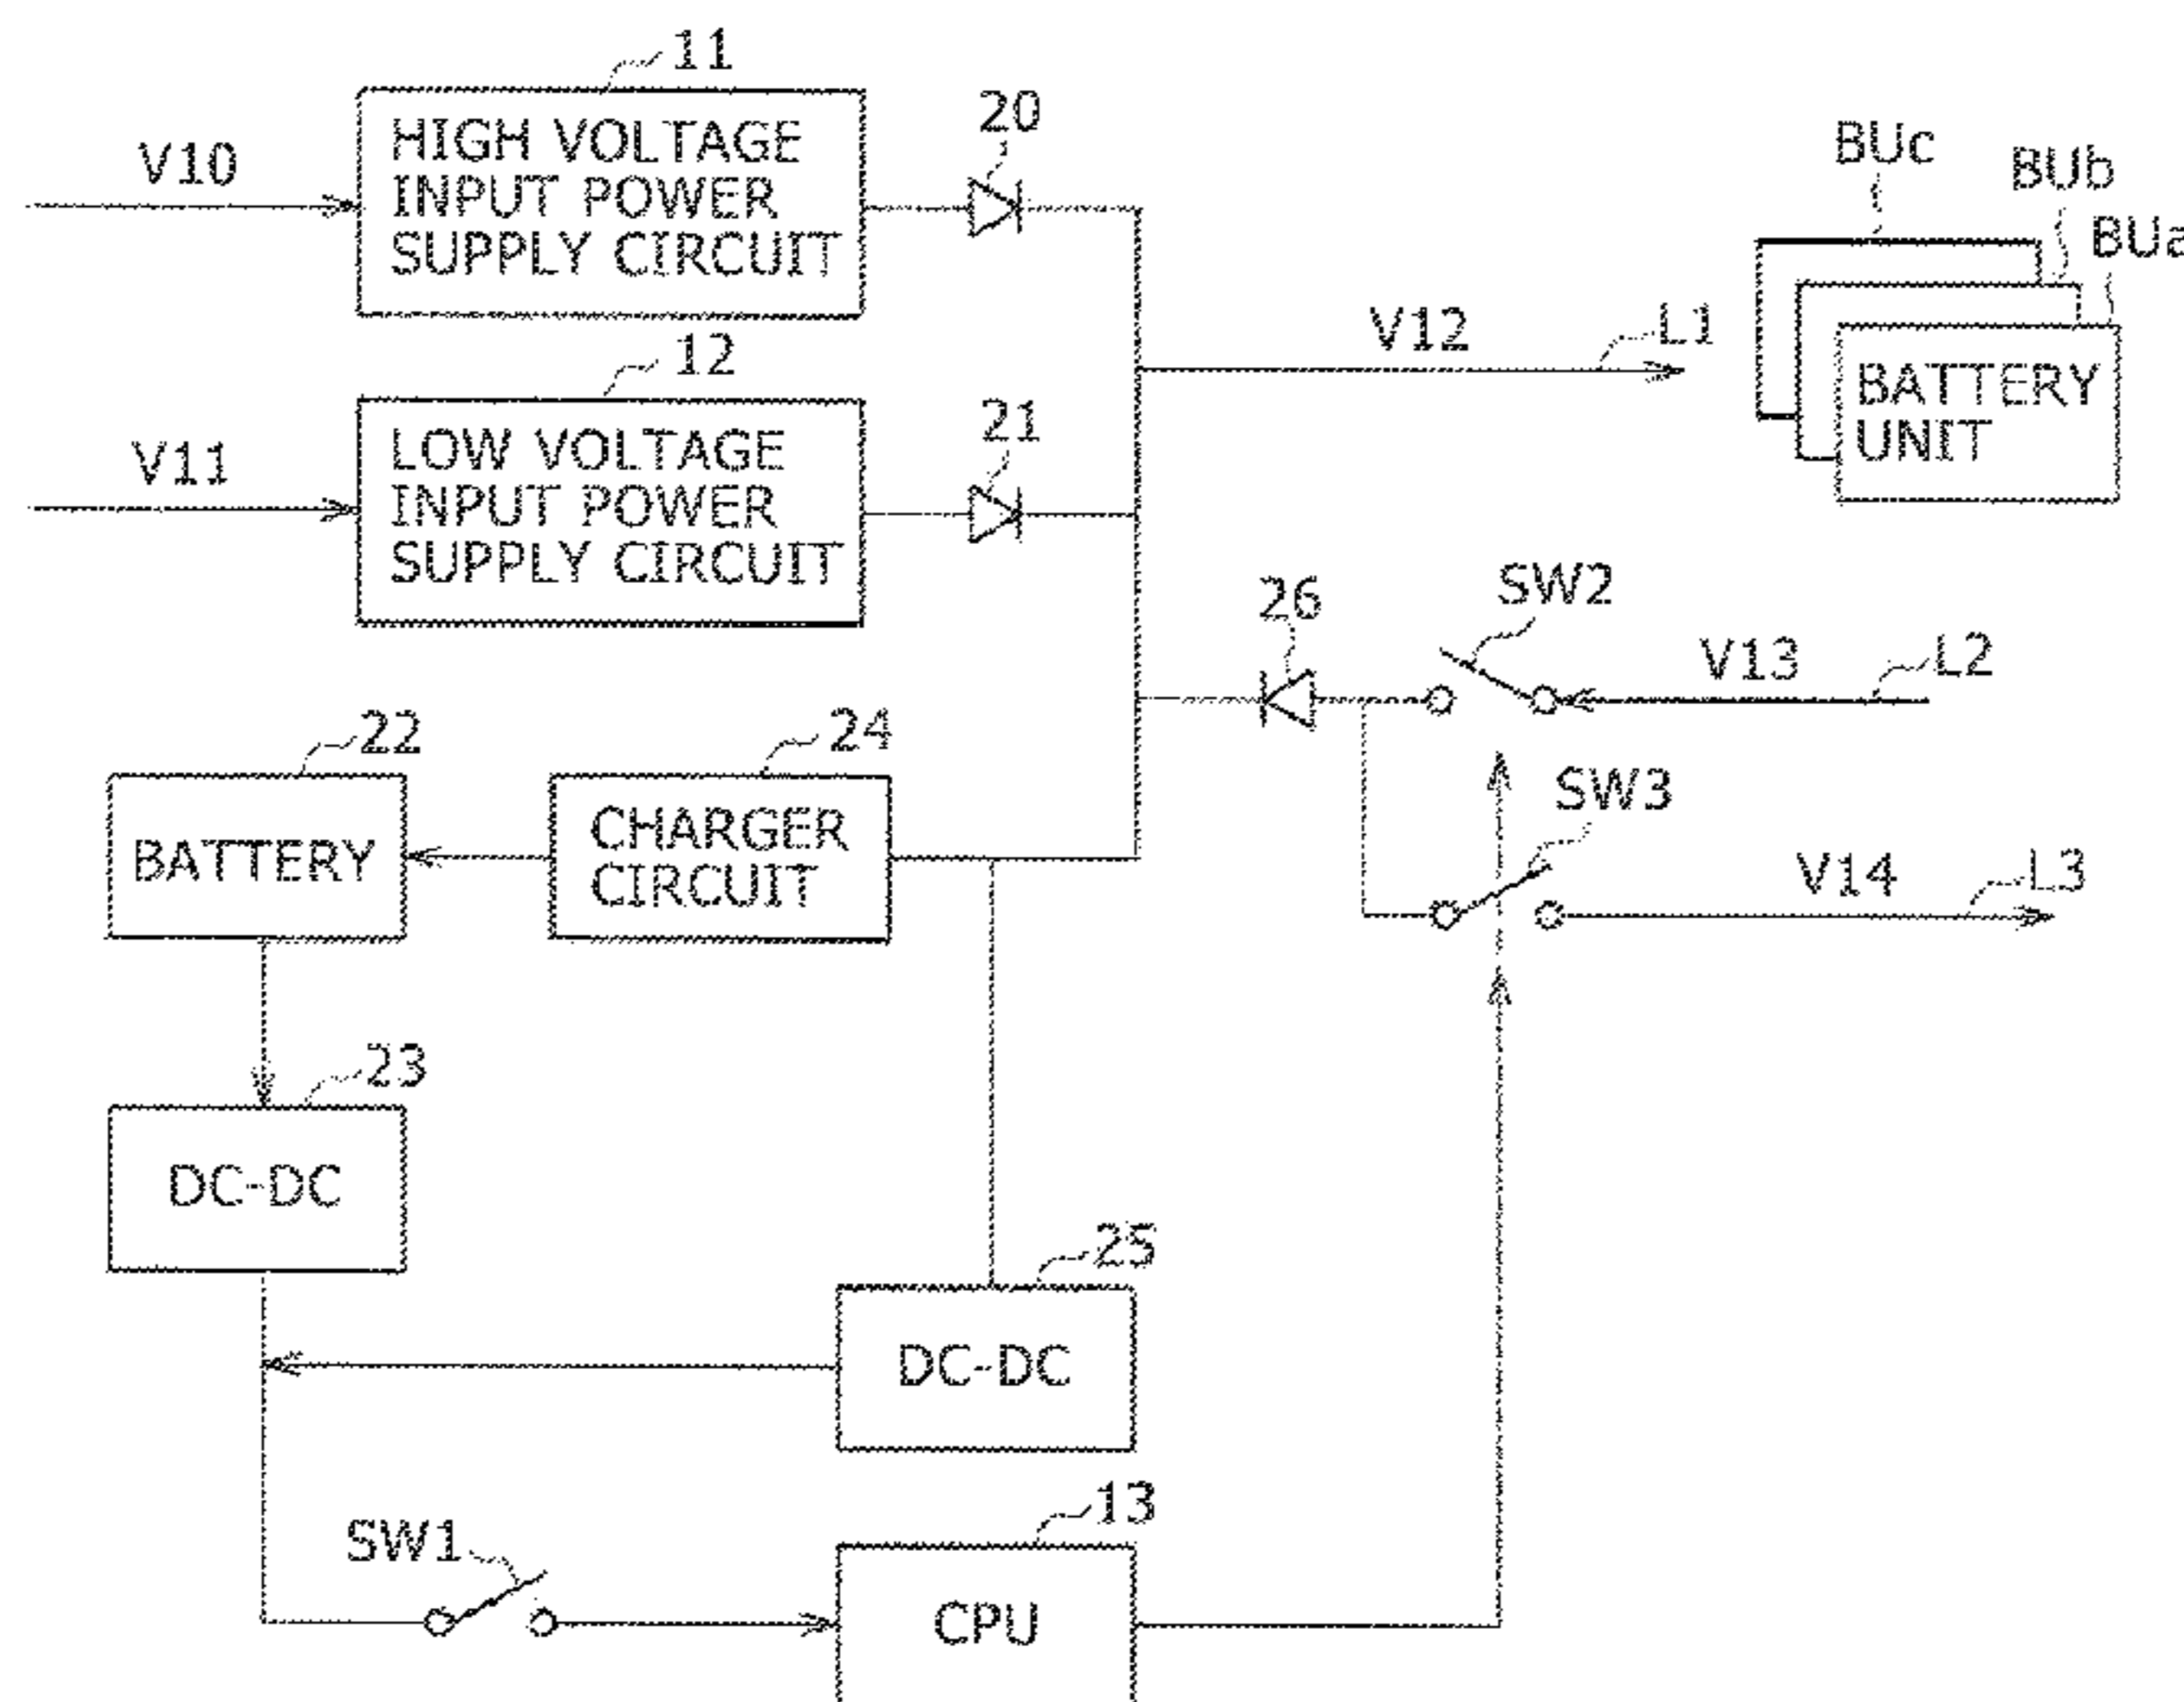 11
HIGH VOLTAGE
INPUT POWER
SUPPLY CIRCUIT
V10
20
BUc
BUb
BUa
12
LOW VOLTAGE
INPUT POWER
SUPPLY CIRCUIT
V11
21
V12
L1
BATTERY
UNIT
26
SW2
V13
L2
22
BATTERY
24
CHARGER
CIRCUIT
SW3
V14
L3
23
DC-DC
25
DC-DC
SW1
13
CPU